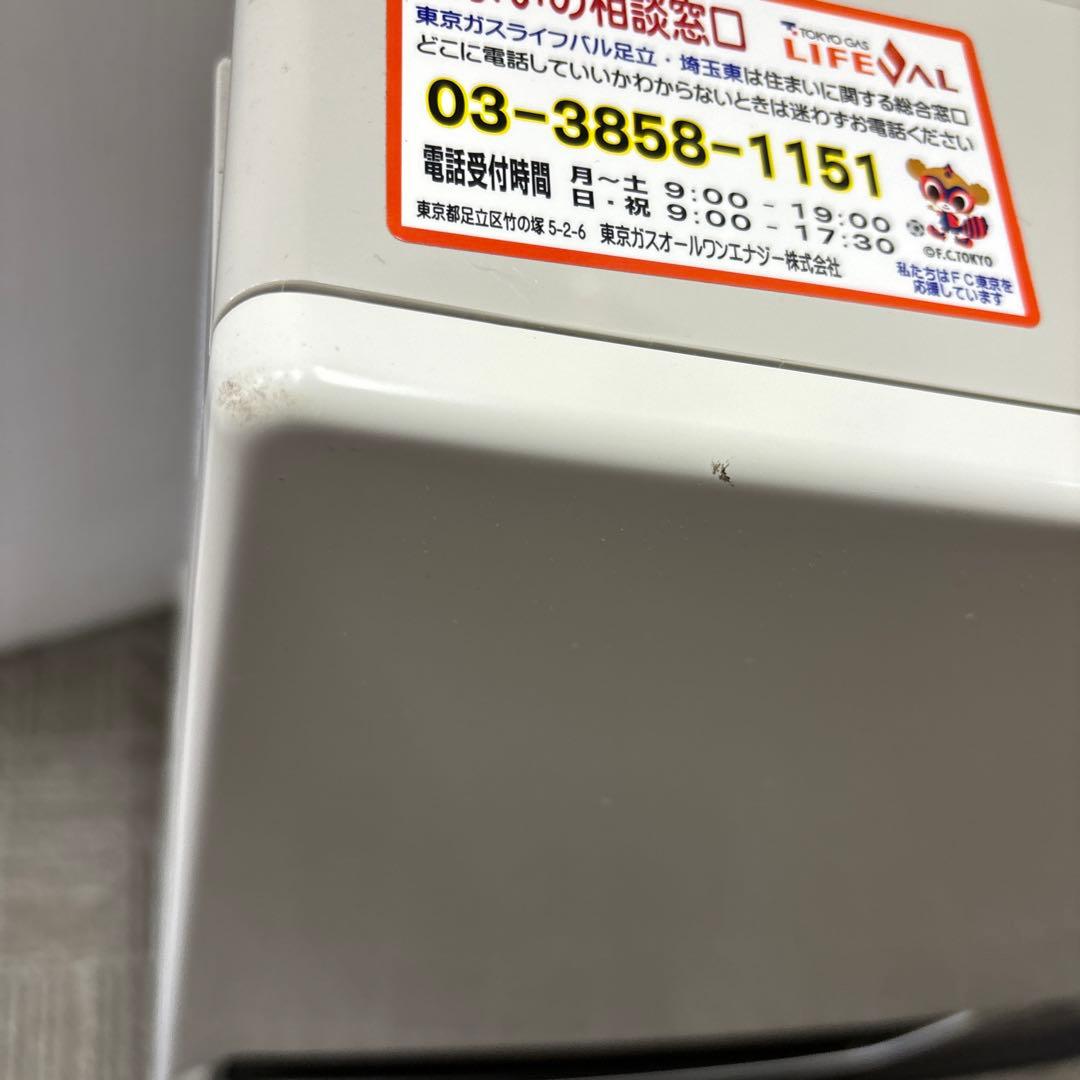 の相談窓口
TOKYO GAS
LIFEVAL
東京ガスライフバル足立・埼玉東は住まいに関する総合窓口
どこに電話していいかわからないときは迷わずお電話ください
03-3858-1151
電話受付時間
月～土 9:00 - 19:00
日・祝 9:00 - 17:30
©F.C.TOKYO
東京都足立区竹の塚 5-2-6 東京ガスオールワンエナジー株式会社
私たちはFC東京を
応援しています